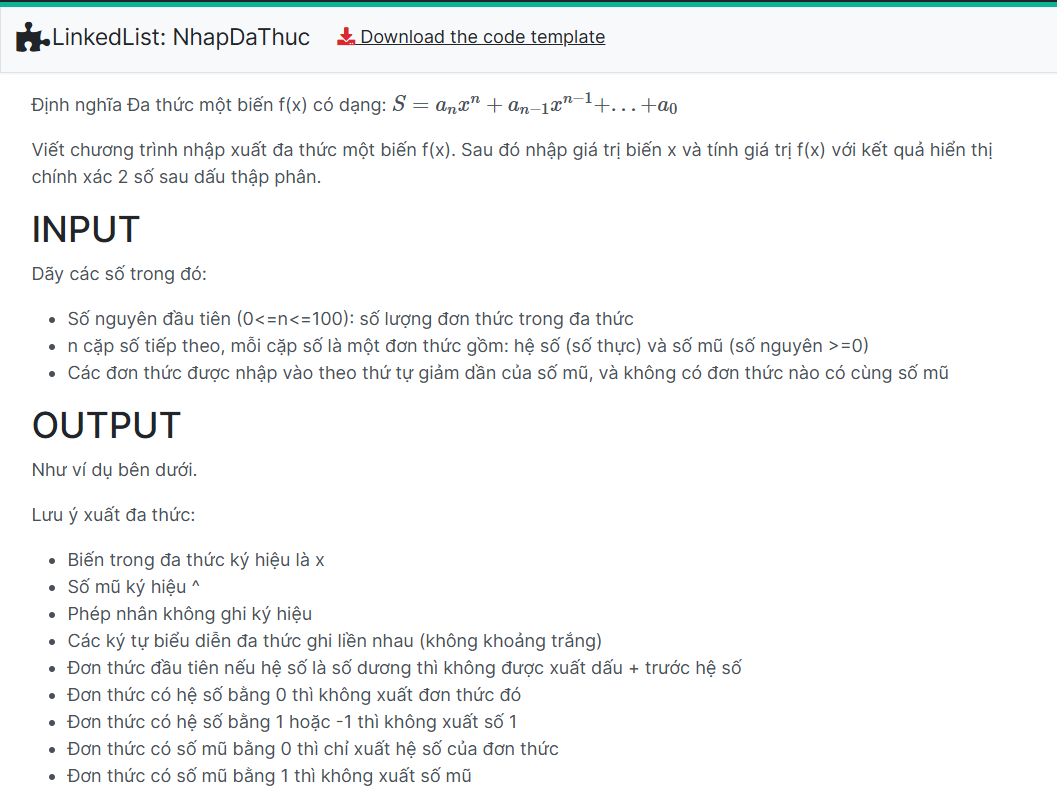 LinkedList: NhapDaThuc Download the code template
Định nghĩa Đa thức một biến f(x) có dạng: S = aₙxⁿ + aₙ₋₁xⁿ⁻¹+...+a₀
Viết chương trình nhập xuất đa thức một biến f(x). Sau đó nhập giá trị biến x và tính giá trị f(x) với kết quả hiển thị
chính xác 2 số sau dấu thập phân.
INPUT
Dãy các số trong đó:
• Số nguyên đầu tiên (0<=n<=100): số lượng đơn thức trong đa thức
• n cặp số tiếp theo, mỗi cặp số là một đơn thức gồm: hệ số (số thực) và số mũ (số nguyên >=0)
• Các đơn thức được nhập vào theo thứ tự giảm dần của số mũ, và không có đơn thức nào có cùng số mũ
OUTPUT
Như ví dụ bên dưới.
Lưu ý xuất đa thức:
• Biến trong đa thức ký hiệu là x
• Số mũ ký hiệu ^
• Phép nhân không ghi ký hiệu
• Các ký tự biểu diễn đa thức ghi liền nhau (không khoảng trắng)
• Đơn thức đầu tiên nếu hệ số là số dương thì không được xuất dấu + trước hệ số
• Đơn thức có hệ số bằng 0 thì không xuất đơn thức đó
• Đơn thức có hệ số bằng 1 hoặc -1 thì không xuất số 1
• Đơn thức có số mũ bằng 0 thì chỉ xuất hệ số của đơn thức
• Đơn thức có số mũ bằng 1 thì không xuất số mũ